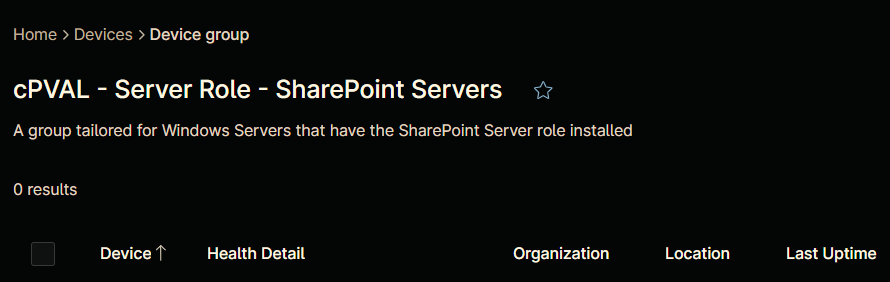 Home > Devices > Device group
cPVAL - Server Role - SharePoint Servers
A group tailored for Windows Servers that have the SharePoint Server role installed
0 results
Device ↑ Health Detail Organization Location Last Uptime